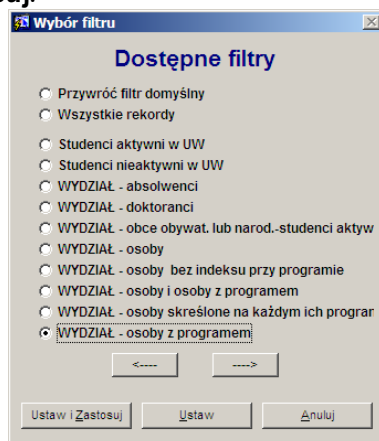 uj.
Wybór filtru
Dostępne filtry
Przywróć filtr domyślny
Wszystkie rekordy
Studenci aktywni w UW
Studenci nieaktywni w UW
WYDZIAŁ - absolwenci
WYDZIAŁ - doktoranci
WYDZIAŁ - obce obywat. lub narod.-studenci aktyw
WYDZIAŁ - osoby
WYDZIAŁ - osoby bez indeksu przy programie
WYDZIAŁ - osoby i osoby z programem
WYDZIAŁ - osoby skreślone na każdym ich progran
WYDZIAŁ - osoby z programem
<---- ---->
Ustaw i Zastosuj Ustaw Anuluj